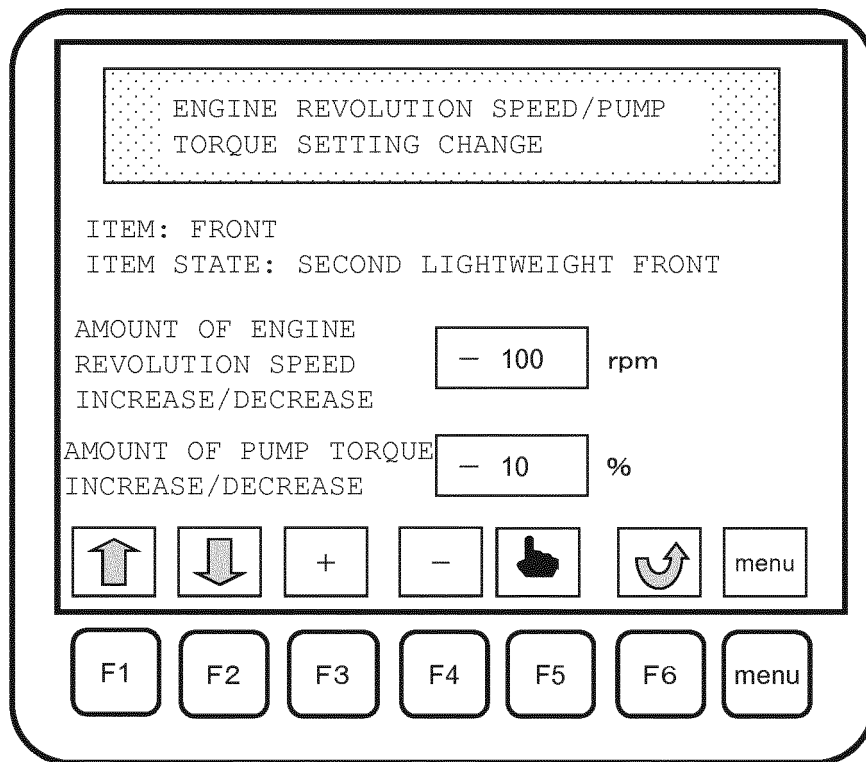 ENGINE REVOLUTION SPEED/PUMP
TORQUE SETTING CHANGE
ITEM: FRONT
ITEM STATE: SECOND LIGHTWEIGHT FRONT
AMOUNT OF ENGINE
REVOLUTION SPEED
INCREASE/DECREASE
− 100 rpm
AMOUNT OF PUMP TORQUE
INCREASE/DECREASE
− 10 %
+ − menu
F1 F2 F3 F4 F5 F6 menu